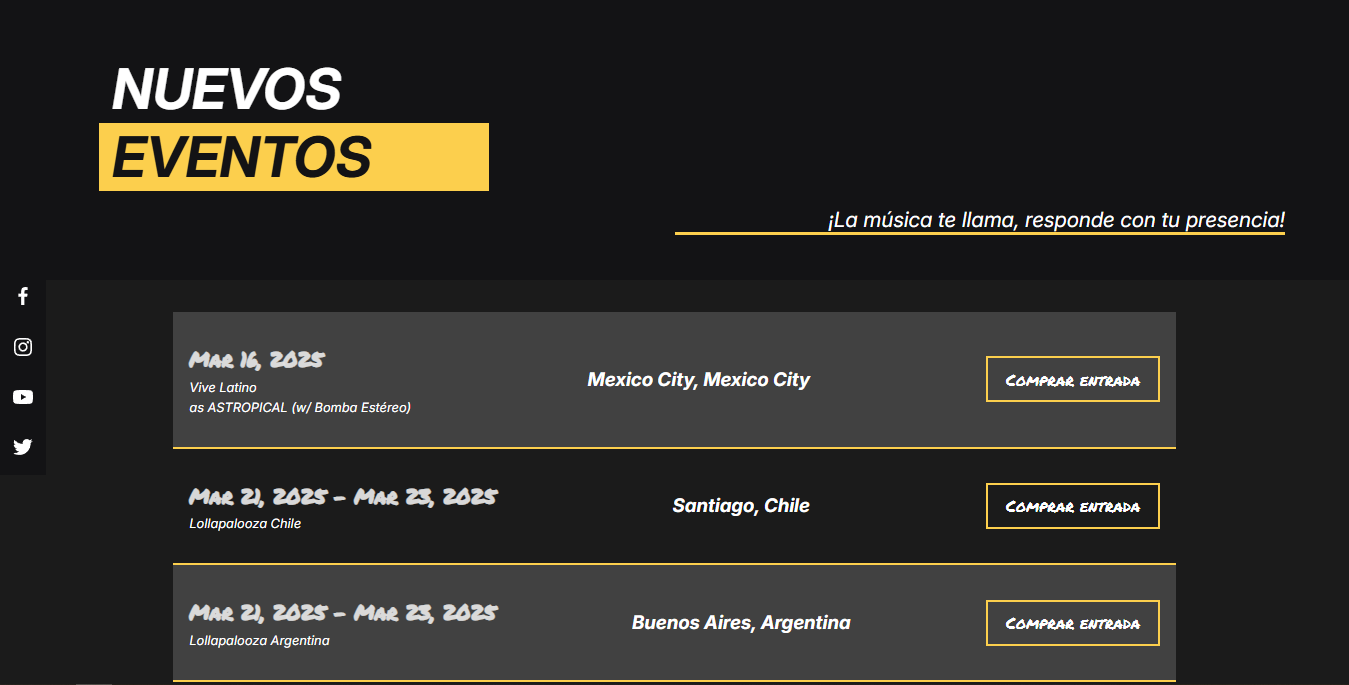 NUEVOS
EVENTOS
¡La música te llama, responde con tu presencia!
Mar 16, 2025
Vive Latino
as ASTROPICAL (w/ Bomba Estéreo)
Mexico City, Mexico City
Comprar entrada
Mar 21, 2025 – Mar 23, 2025
Lollapalooza Chile
Santiago, Chile
Comprar entrada
Mar 21, 2025 – Mar 23, 2025
Lollapalooza Argentina
Buenos Aires, Argentina
Comprar entrada